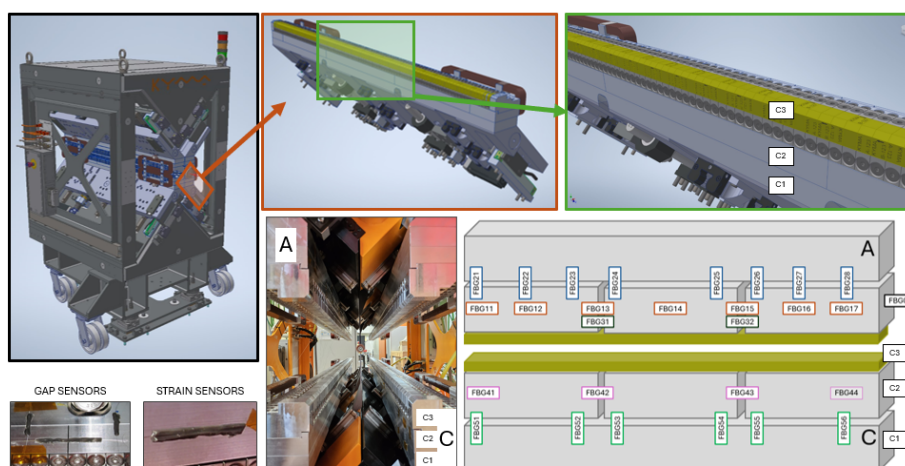 C3
C2
C1
A
A
FBG21
FBG22
FBG23
FBG24
FBG25
FBG26
FBG27
FBG28
FBG11
FBG12
FBG13
FBG14
FBG15
FBG16
FBG17
FBG31
FBG32
C3
FBG41
FBG42
FBG43
FBG44
C2
FBG51
FBG52
FBG53
FBG54
FBG55
FBG56
C
C1
GAP SENSORS
STRAIN SENSORS
C3
C2
C
C1